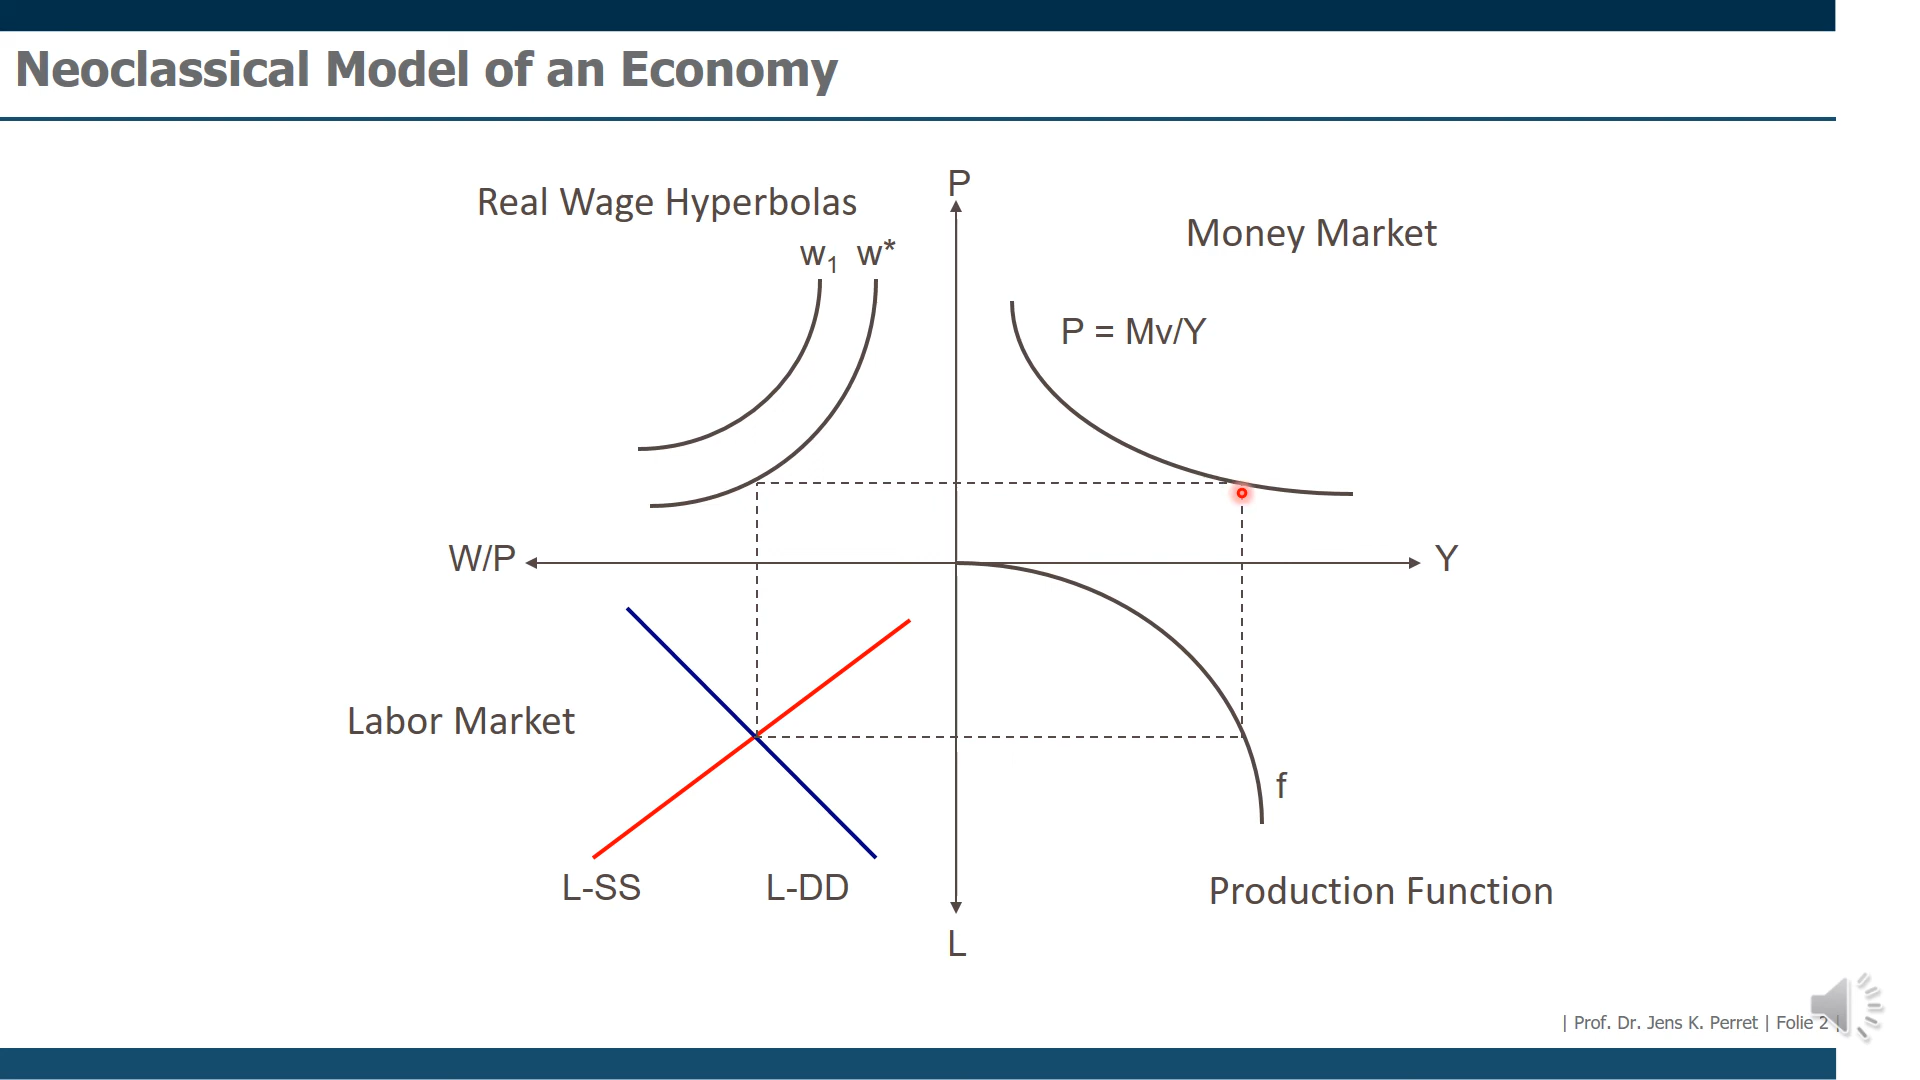 Neoclassical Model of an Economy
P
Real Wage Hyperbolas
Money Market
w1 w*
P = Mv/Y
W/P
Y
Labor Market
f
L-SS
L-DD
Production Function
L
| Prof. Dr. Jens K. Perret | Folie 2 |